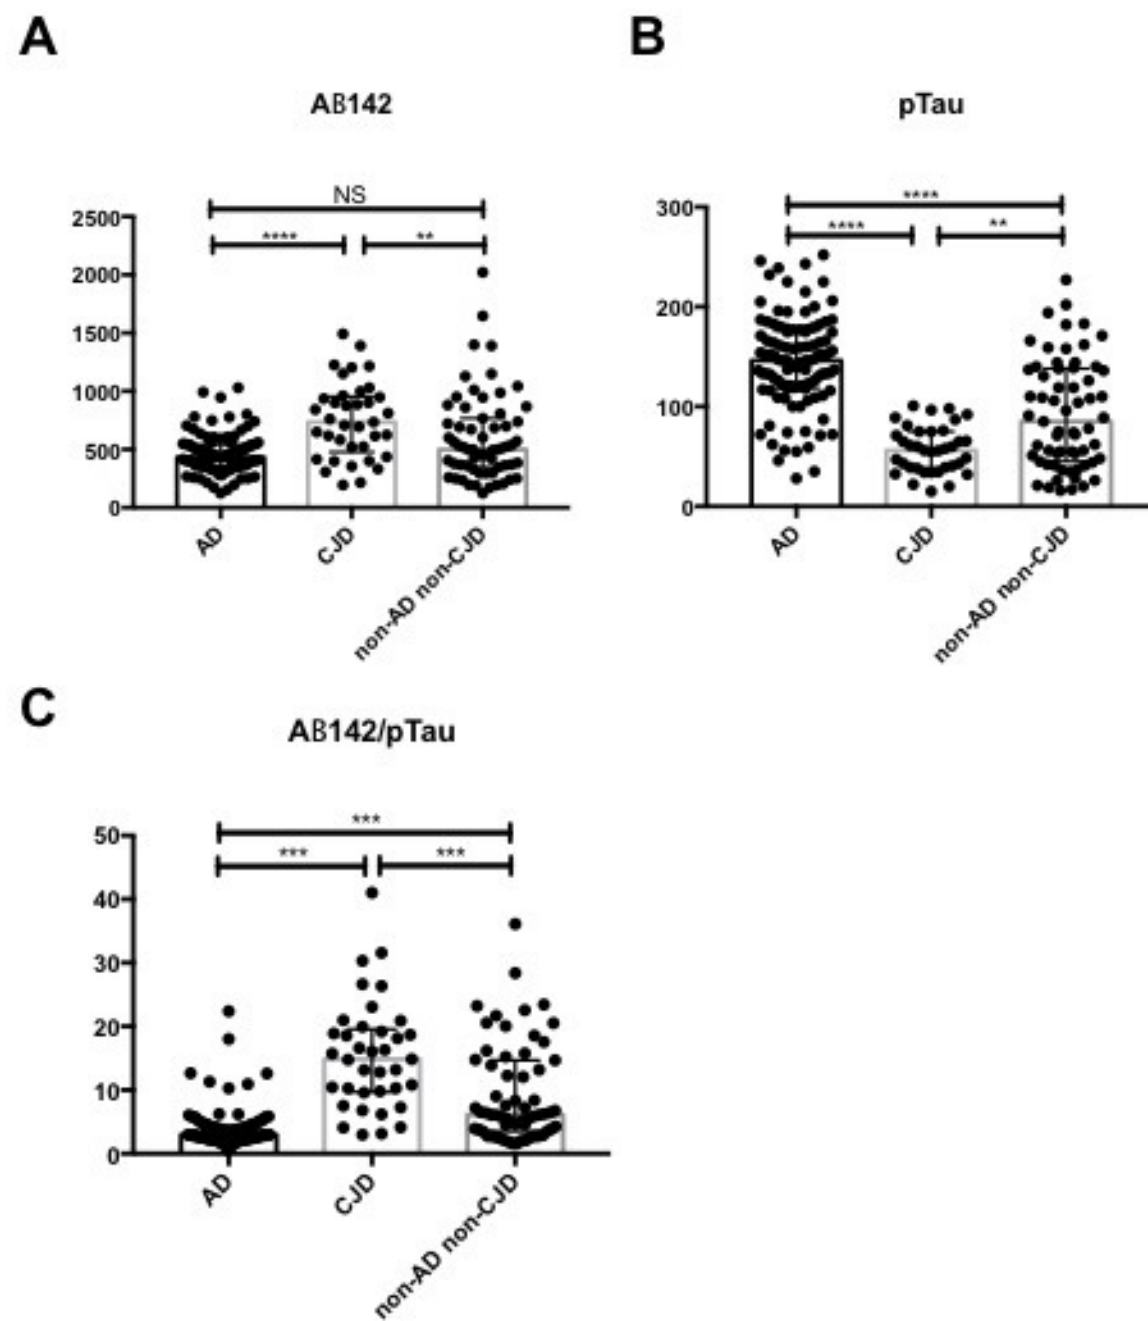 A
AB142
NS
**** **
2500
2000
1500
1000
500
0
AD
CJD
non-AD non-CJD
B
pTau
****
**** **
300
200
100
0
AD
CJD
non-AD non-CJD
C
AB142/pTau
***
*** ***
50
40
30
20
10
0
AD
CJD
non-AD non-CJD